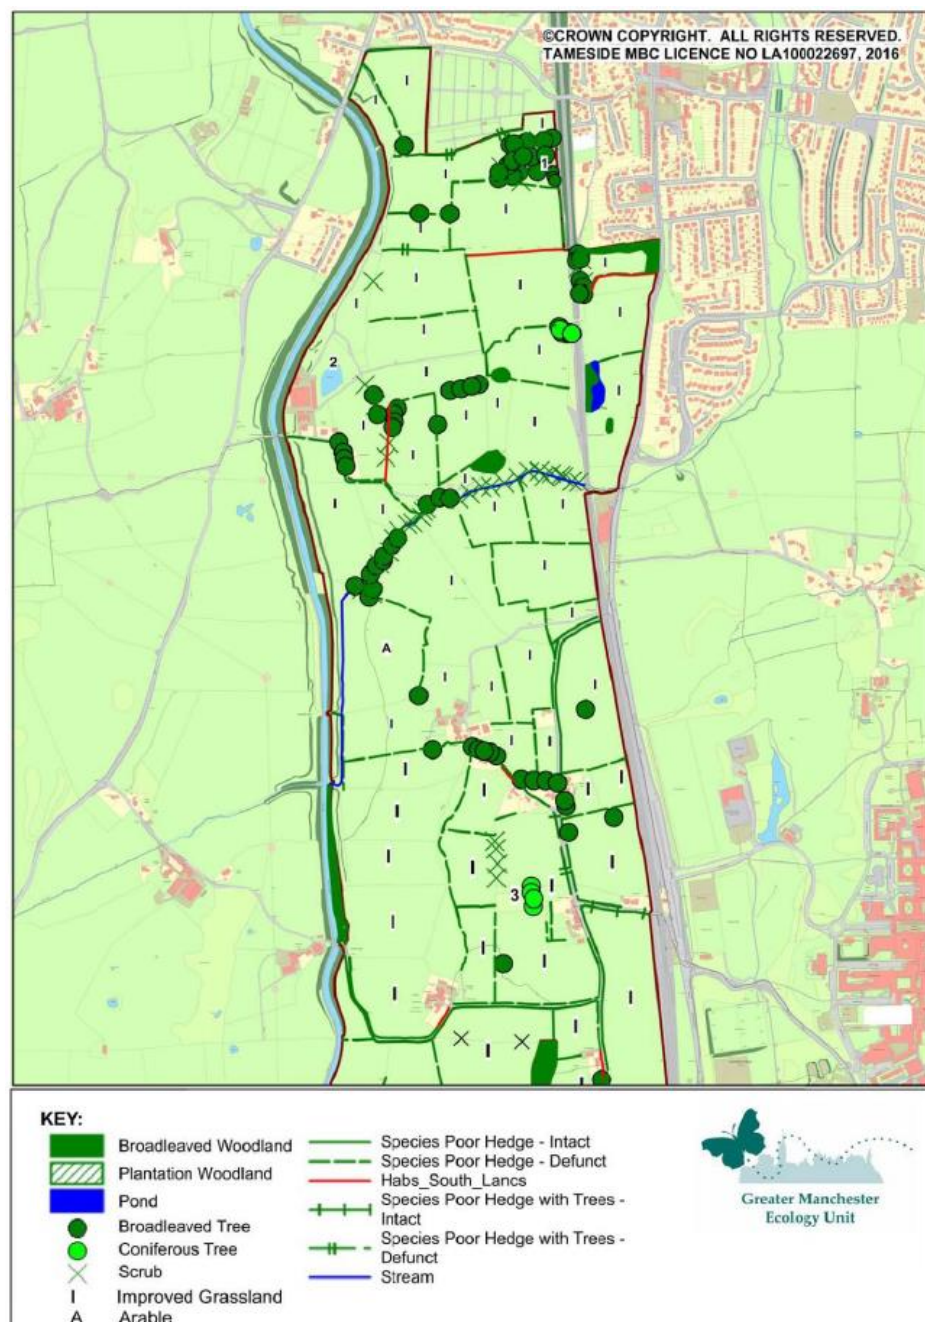 ©CROWN COPYRIGHT. ALL RIGHTS RESERVED.
TAMESIDE MBC LICENCE NO LA100022697, 2016
1
2
A
3
KEY:
Broadleaved Woodland
Plantation Woodland
Pond
Broadleaved Tree
Coniferous Tree
Scrub
I Improved Grassland
A Arable
Species Poor Hedge - Intact
Species Poor Hedge - Defunct
Habs_South_Lancs
Species Poor Hedge with Trees -
Intact
Species Poor Hedge with Trees -
Defunct
Stream
Greater Manchester
Ecology Unit